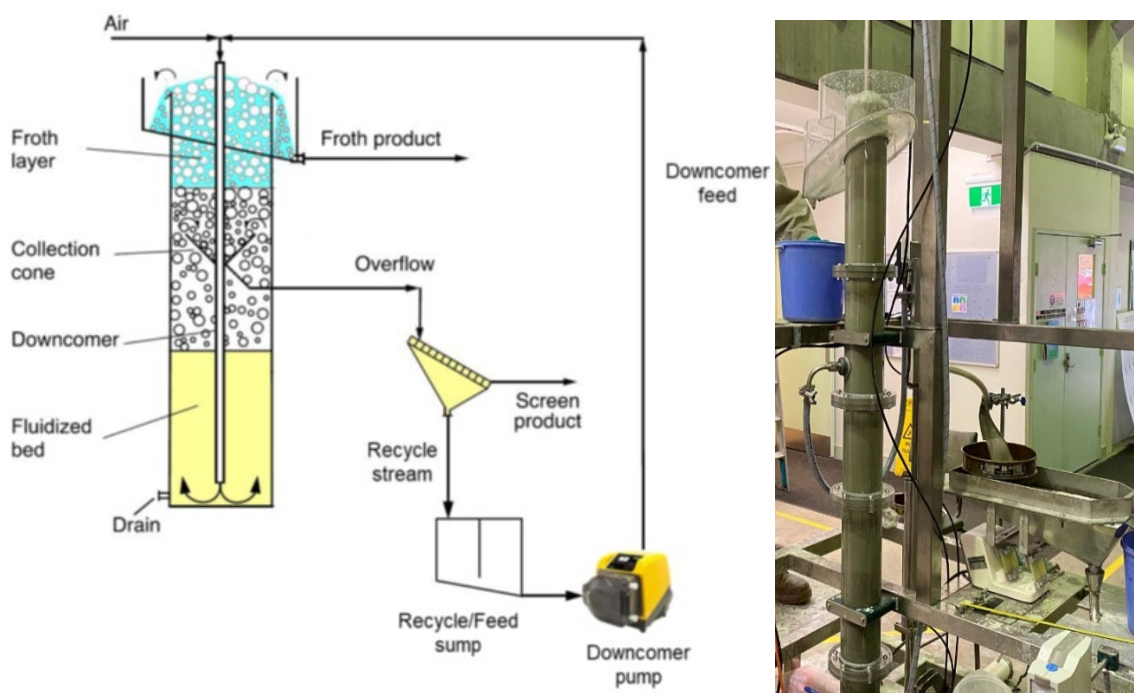 Air
Froth
layer
Froth product
Downcomer
feed
Collection
cone
Overflow
Downcomer
Screen
product
Fluidized
bed
Recycle
stream
Drain
Recycle/Feed
sump
Downcomer
pump